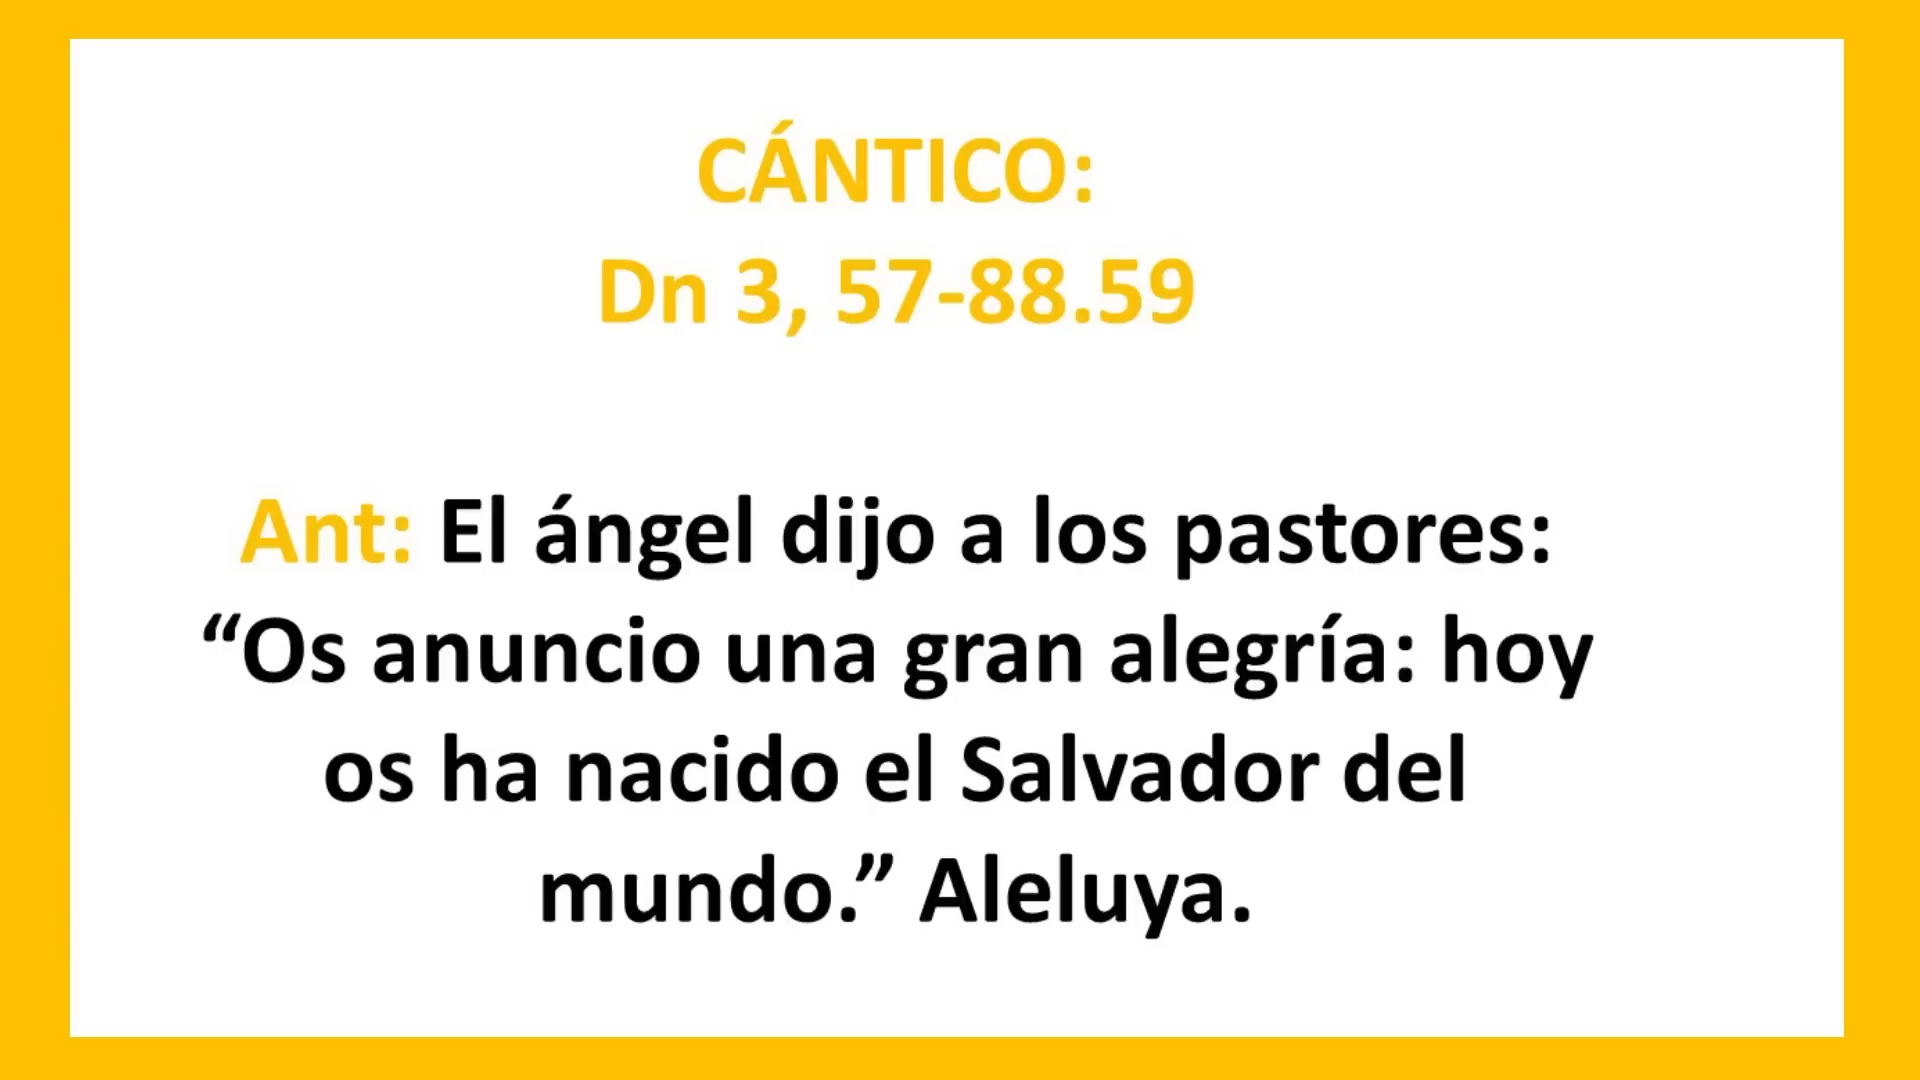 CÁNTICO:
Dn 3, 57-88.59
Ant: El ángel dijo a los pastores:
“Os anuncio una gran alegría: hoy
os ha nacido el Salvador del
mundo.” Aleluya.